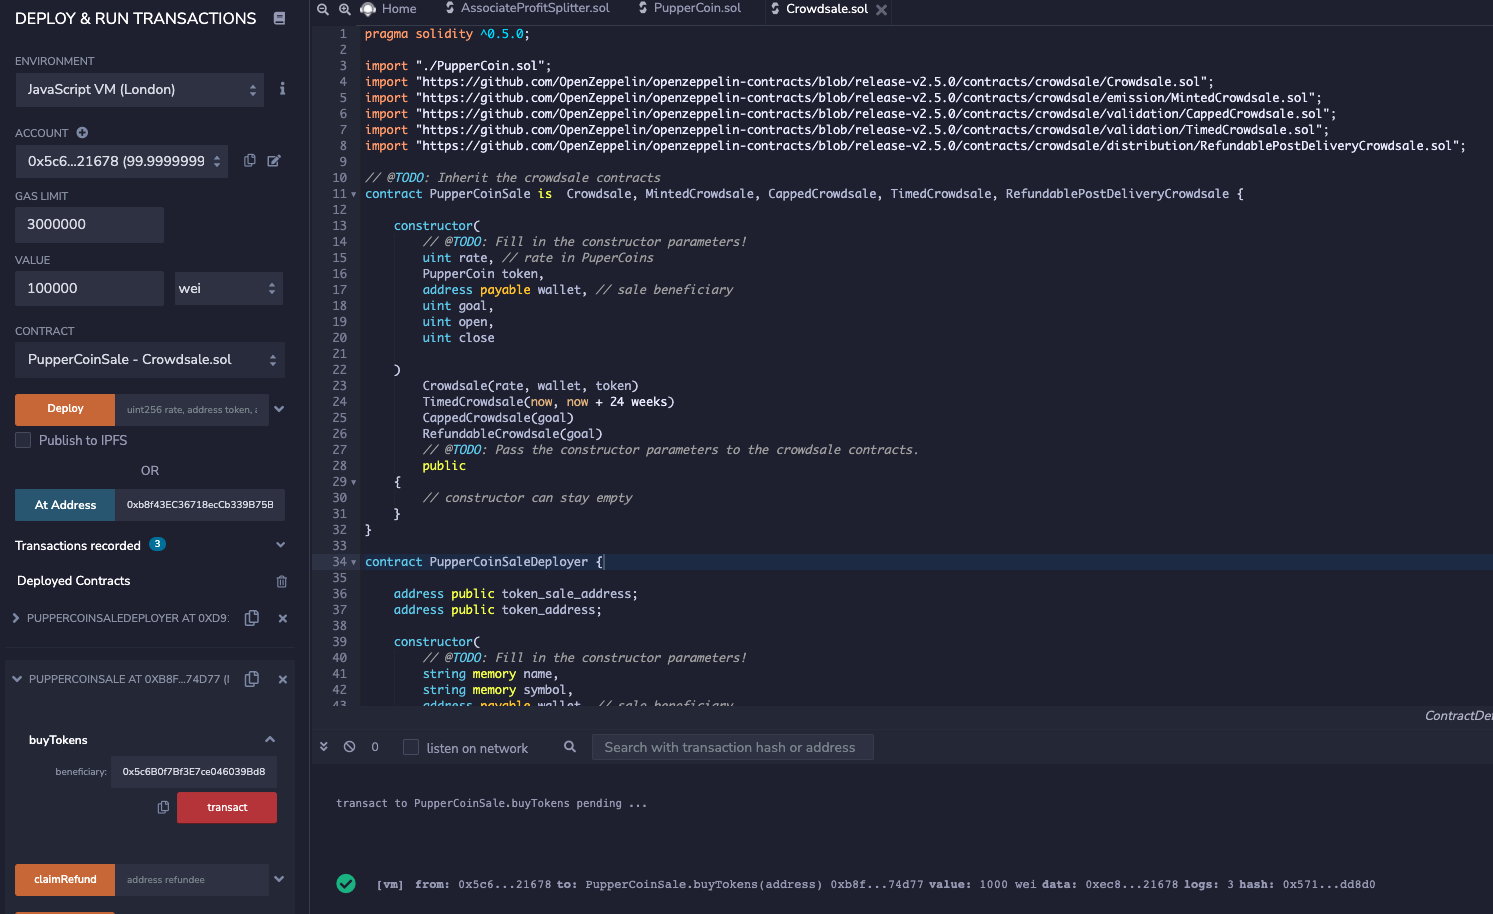 DEPLOY & RUN TRANSACTIONS
ENVIRONMENT
JavaScript VM (London)
i
ACCOUNT
0x5c6...21678 (99.9999999
GAS LIMIT
3000000
VALUE
100000
wei
CONTRACT
PupperCoinSale - Crowdsale.sol
Deploy
uint256 rate, address token, a
Publish to IPFS
OR
At Address
0xb8f43EC36718ecCb339B75B
Transactions recorded 3
Deployed Contracts
PUPPERCOINSALEDEPLOYER AT 0XD9:
PUPPERCOINSALE AT 0XB8F...74D77 (
buyTokens
beneficiary:
0x5c6B0f7Bf3E7ce046039Bd8
transact
claimRefund
address refundee
Home
AssociateProfitSplitter.sol
PupperCoin.sol
Crowdsale.sol
1 pragma solidity ^0.5.0;
2
3 import "./PupperCoin.sol";
4 import "https://github.com/OpenZeppelin/openzeppelin-contracts/blob/release-v2.5.0/contracts/crowdsale/Crowdsale.sol";
5 import "https://github.com/OpenZeppelin/openzeppelin-contracts/blob/release-v2.5.0/contracts/crowdsale/emission/MintedCrowdsale.sol";
6 import "https://github.com/OpenZeppelin/openzeppelin-contracts/blob/release-v2.5.0/contracts/crowdsale/validation/CappedCrowdsale.sol";
7 import "https://github.com/OpenZeppelin/openzeppelin-contracts/blob/release-v2.5.0/contracts/crowdsale/validation/TimedCrowdsale.sol";
8 import "https://github.com/OpenZeppelin/openzeppelin-contracts/blob/release-v2.5.0/contracts/crowdsale/distribution/RefundablePostDeliveryCrowdsale.sol";
9
10 // @TODO: Inherit the crowdsale contracts
11 contract PupperCoinSale is  Crowdsale, MintedCrowdsale, CappedCrowdsale, TimedCrowdsale, RefundablePostDeliveryCrowdsale {
12
13 constructor(
14 // @TODO: Fill in the constructor parameters!
15 uint rate, // rate in PuperCoins
16 PupperCoin token,
17 address payable wallet, // sale beneficiary
18 uint goal,
19 uint open,
20 uint close
21
22 )
23 Crowdsale(rate, wallet, token)
24 TimedCrowdsale(now, now + 24 weeks)
25 CappedCrowdsale(goal)
26 RefundableCrowdsale(goal)
27 // @TODO: Pass the constructor parameters to the crowdsale contracts.
28 public
29 {
30 // constructor can stay empty
31 }
32 }
33
34 contract PupperCoinSaleDeployer {
35
36 address public token_sale_address;
37 address public token_address;
38
39 constructor(
40 // @TODO: Fill in the constructor parameters!
41 string memory name,
42 string memory symbol,
43 address payable wallet, // sale beneficiary
ContractDef
0
listen on network
Search with transaction hash or address
transact to PupperCoinSale.buyTokens pending ...
[vm] from: 0x5c6...21678 to: PupperCoinSale.buyTokens(address) 0xb8f...74d77 value: 1000 wei data: 0xec8...21678 logs: 3 hash: 0x571...dd8d0